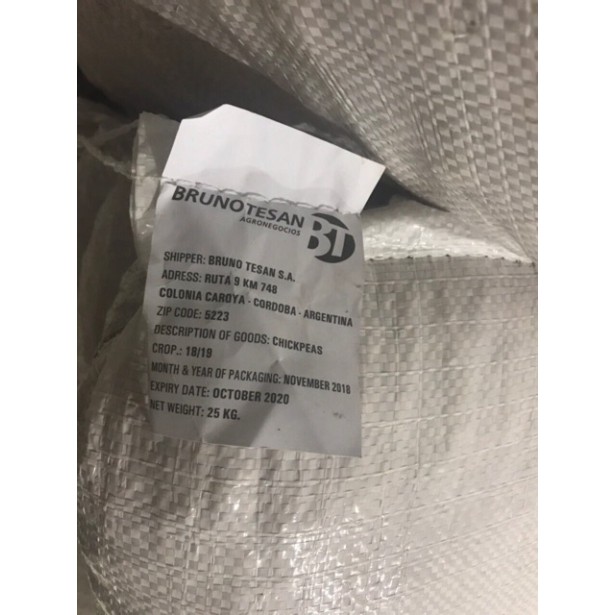 BRUNO TESAN
AGRONEGOCIOS
BT
SHIPPER: BRUNO TESAN S.A.
ADRESS: RUTA 9 KM 748
COLONIA CAROYA - CORDOBA - ARGENTINA
ZIP CODE: 5223
DESCRIPTION OF GOODS: CHICKPEAS
CROP.: 18/19
MONTH & YEAR OF PACKAGING: NOVEMBER 2018
EXPIRY DATE: OCTOBER 2020
NET WEIGHT: 25 KG.